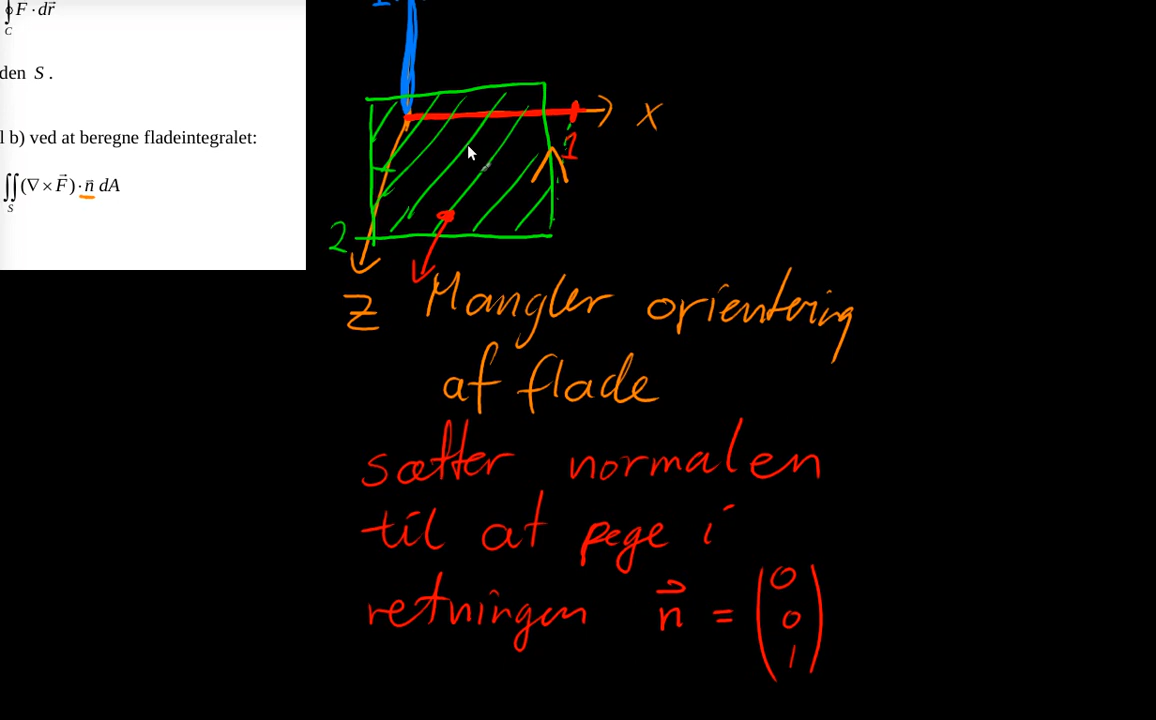 ∮F · dr⃗
C
den S .
l b) ved at beregne fladeintegralet:
∬(∇ × F⃗) · n⃗ dA
S
X
1
2
Z
Mangler orientering
af flade
sætter normalen
til at pege i
retningen n⃗ = (0
0
1)